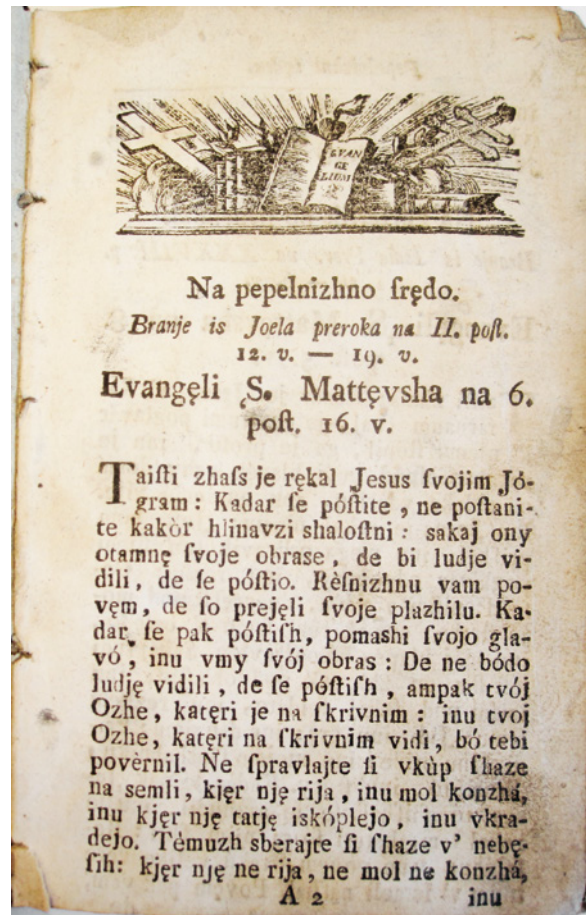 EVAN
GE
LIUM
Na pepelnizhno ſrędo.
Branje is Joela preroka na II. poſt.
12. v. — 19. v.
Evangęli S. Mattęvsha na 6.
poſt. 16. v.
Taiſti zhaſs je rękal Jesus ſvojim Jó-
gram: Kadar ſe póſtite, ne poſtani-
te kakòr hlinavzi shaloſtni: sakaj ony
otamnę ſvoje obrase, de bi ludje vi-
dili, de ſe póſtio. Rèſnizhnu vam po-
vęm, de ſo prejęli ſvoje plazhilu. Ka-
dar ſe pak póſtiſh, pomashi ſvojo gla-
vó, inu vmy ſvój obras: De ne bódo
ludję vidili, de ſe póſtiſh, ampak tvój
Ozhe, katęri je na ſkrivnim: inu tvoj
Ozhe, katęri na ſkrivnim vidi, bó tebi
povèrnil. Ne ſpravlajte ſi vkùp ſhaze
na semli, kjęr nję rija, inu mol konzhá,
inu kjęr nję tatję iskóplejo, inu vkra-
dejo. Témuzh sberajte ſi ſhaze v' nebę-
ſih: kjęr nję ne rija, ne mol ne konzhá,
A 2 inu